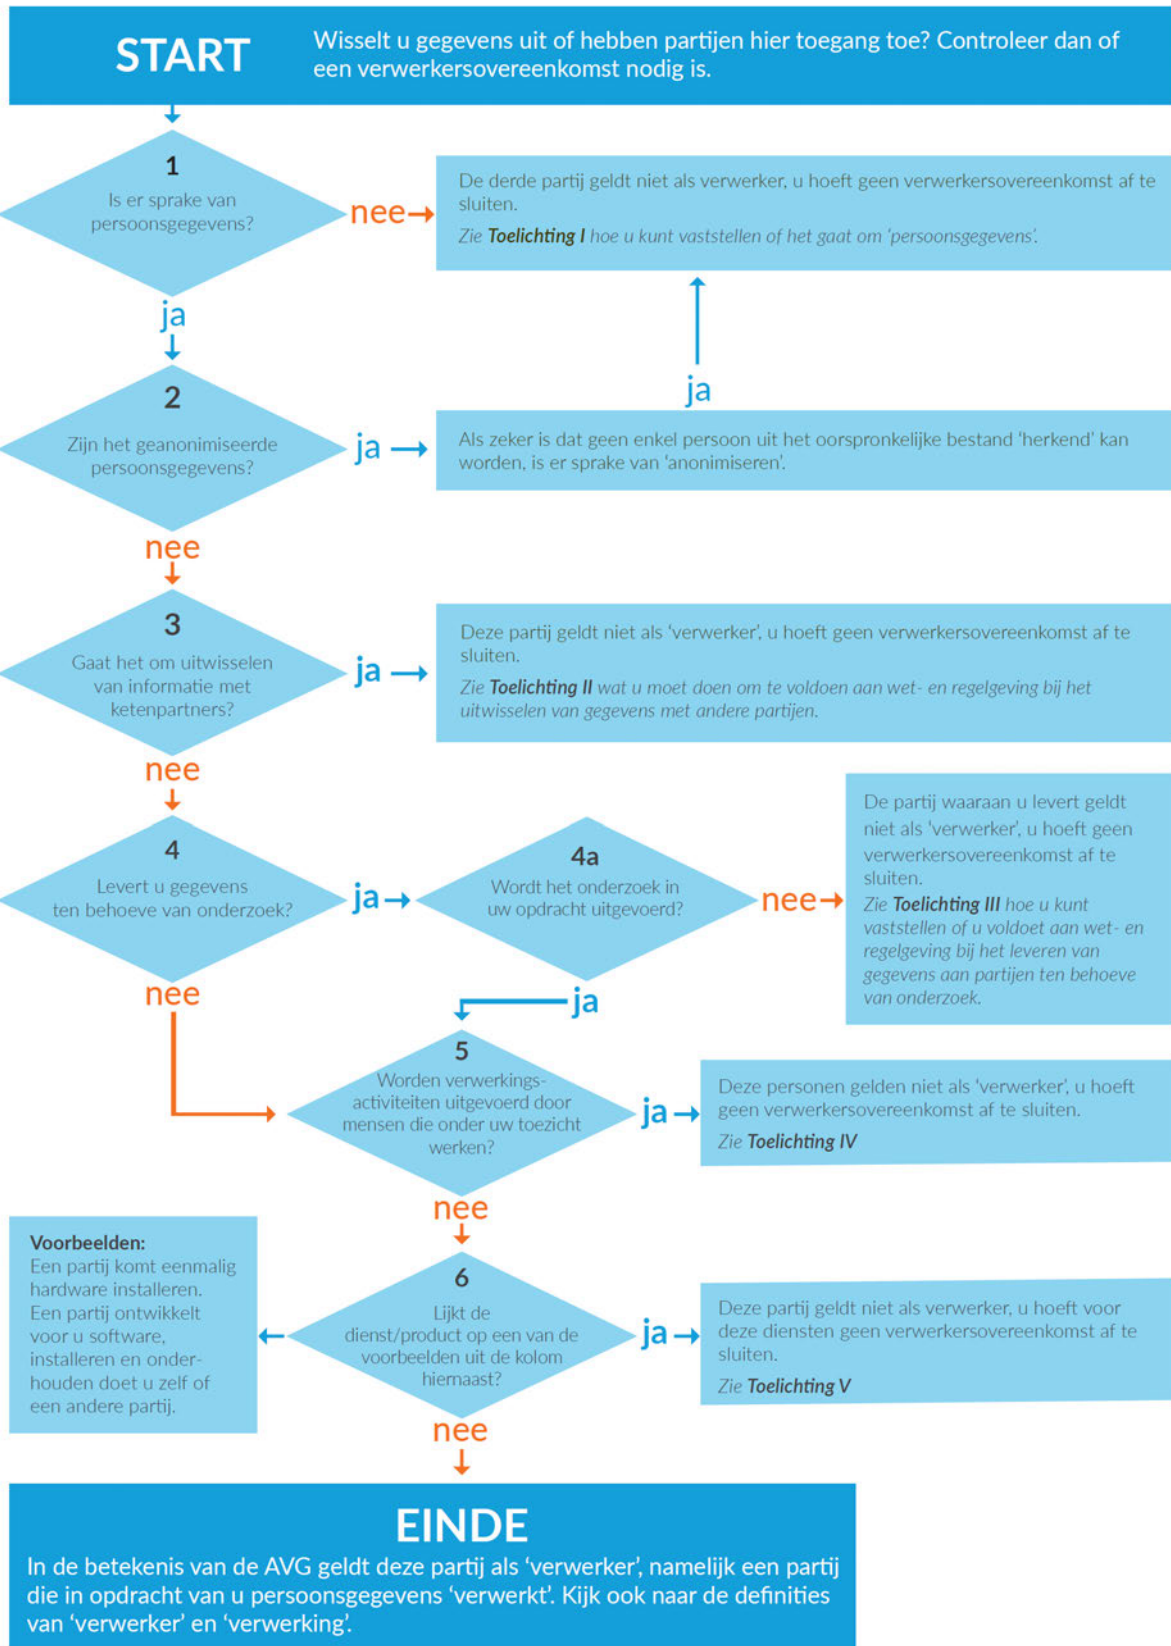 START
Wisselt u gegevens uit of hebben partijen hier toegang toe? Controleer dan of
een verwerkersovereenkomst nodig is.
1
Is er sprake van
persoonsgegevens?
nee
De derde partij geldt niet als verwerker, u hoeft geen verwerkersovereenkomst af te
sluiten.
Zie Toelichting I hoe u kunt vaststellen of het gaat om ‘persoonsgegevens’.
ja
ja
2
Zijn het geanonimiseerde
persoonsgegevens?
ja
Als zeker is dat geen enkel persoon uit het oorspronkelijke bestand ‘herkend’ kan
worden, is er sprake van ‘anonimiseren’.
nee
3
Gaat het om uitwisselen
van informatie met
ketenpartners?
ja
Deze partij geldt niet als ‘verwerker’, u hoeft geen verwerkersovereenkomst af te
sluiten.
Zie Toelichting II wat u moet doen om te voldoen aan wet- en regelgeving bij het
uitwisselen van gegevens met andere partijen.
nee
4
Levert u gegevens
ten behoeve van onderzoek?
ja
4a
Wordt het onderzoek in
uw opdracht uitgevoerd?
nee
De partij waaraan u levert geldt
niet als ‘verwerker’, u hoeft geen
verwerkersovereenkomst af te
sluiten.
Zie Toelichting III hoe u kunt
vaststellen of u voldoet aan wet- en
regelgeving bij het leveren van
gegevens aan partijen ten behoeve
van onderzoek.
nee
ja
5
Worden verwerkings-
activiteiten uitgevoerd door
mensen die onder uw toezicht
werken?
ja
Deze personen gelden niet als ‘verwerker’, u hoeft
geen verwerkersovereenkomst af te sluiten.
Zie Toelichting IV
nee
Voorbeelden:
Een partij komt eenmalig
hardware installeren.
Een partij ontwikkelt
voor u software,
installeren en onder-
houden doet u zelf of
een andere partij.
6
Lijkt de
dienst/product op een van de
voorbeelden uit de kolom
hiernaast?
ja
Deze partij geldt niet als verwerker, u hoeft voor
deze diensten geen verwerkersovereenkomst af te
sluiten.
Zie Toelichting V
nee
EINDE
In de betekenis van de AVG geldt deze partij als ‘verwerker’, namelijk een partij
die in opdracht van u persoonsgegevens ‘verwerkt’. Kijk ook naar de definities
van ‘verwerker’ en ‘verwerking’.